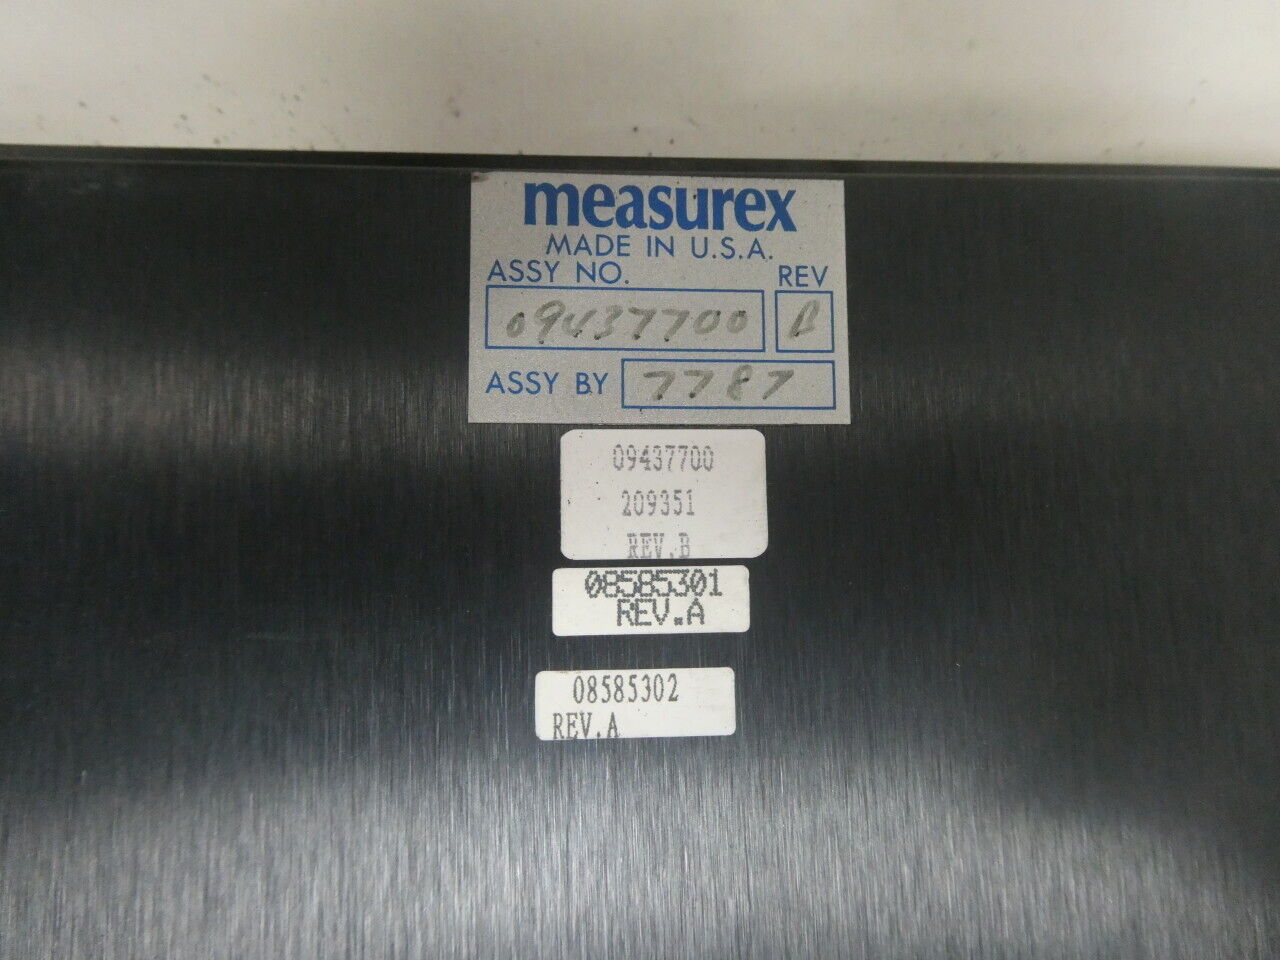 measurex
MADE IN U.S.A.
ASSY NO. REV
09437700 B
ASSY BY 7787
09437700
209351
REV.B
08585301
REV.A
08585302
REV.A